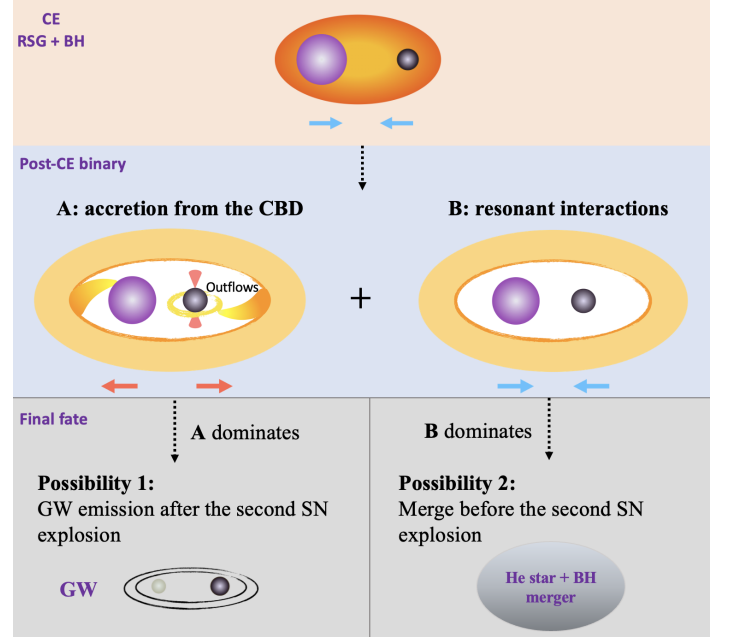 CE
RSG + BH
Post-CE binary
A: accretion from the CBD
B: resonant interactions
Outflows
+
Final fate
A dominates
B dominates
Possibility 1:
GW emission after the second SN
explosion
Possibility 2:
Merge before the second SN
explosion
GW
He star + BH
merger